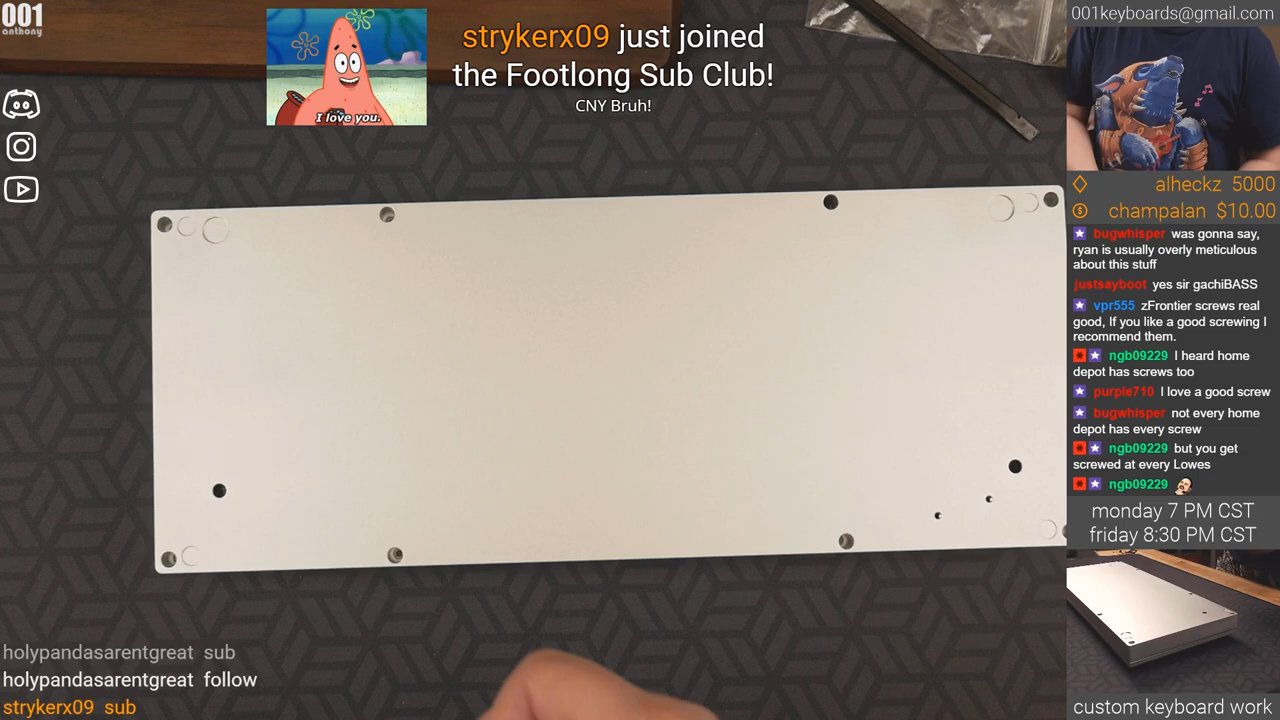 001
anthony
strykerx09 just joined
the Footlong Sub Club!
CNY Bruh!
I love you.
001keyboards@gmail.com
alheckz 5000
champalan $10.00
bugwhisper was gonna say,
ryan is usually overly meticulous
about this stuff
justsayboot yes sir gachiBASS
vpr555 zFrontier screws real
good, If you like a good screwing I
recommend them.
ngb09229 I heard home
depot has screws too
purple710 I love a good screw
bugwhisper not every home
depot has every screw
ngb09229 but you get
screwed at every Lowes
ngb09229
monday 7 PM CST
friday 8:30 PM CST
holypandasarentgreat sub
holypandasarentgreat follow
strykerx09 sub
custom keyboard work